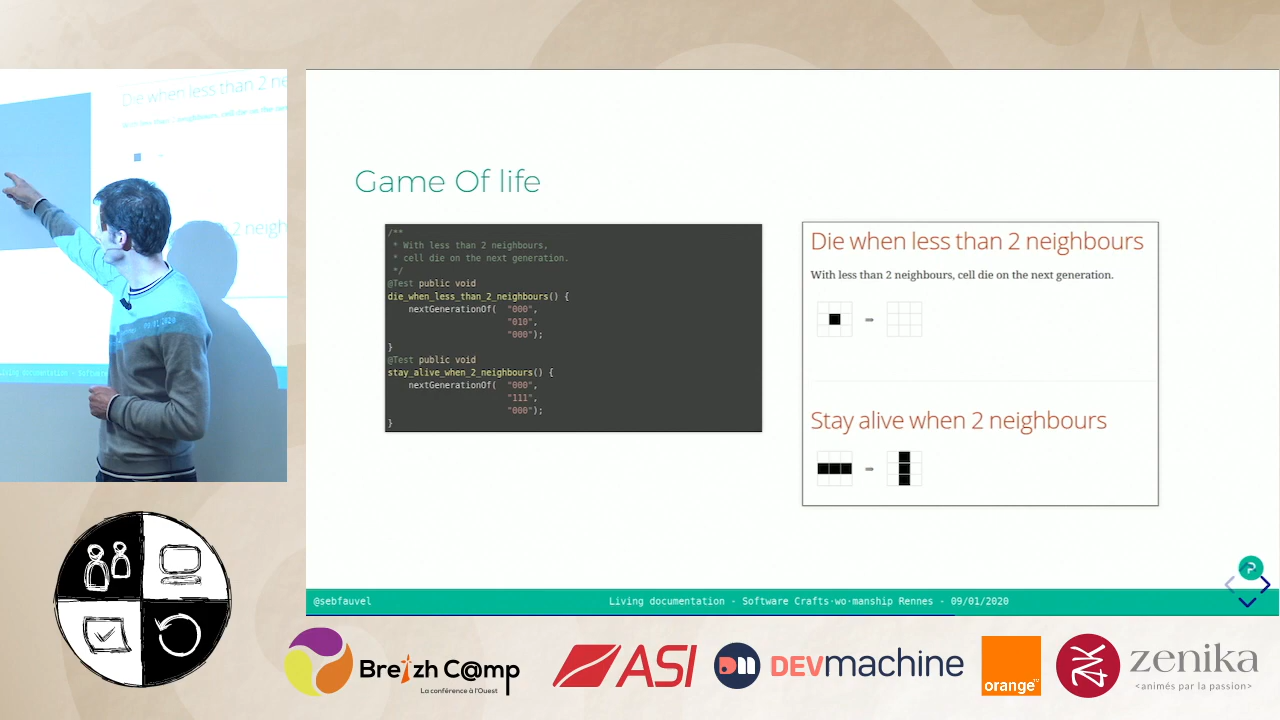 Die when less than 2 ne
2 neigh
Game Of life
/**
 * With less than 2 neighbours,
 * cell die on the next generation.
 */
@Test public void
die_when_less_than_2_neighbours() {
    nextGenerationOf(  "000",
                       "010",
                       "000");
}
@Test public void
stay_alive_when_2_neighbours() {
    nextGenerationOf(  "000",
                       "111",
                       "000");
}
Die when less than 2 neighbours
With less than 2 neighbours, cell die on the next generation.
⇒
Stay alive when 2 neighbours
⇒
@sebfauvel
Living documentation - Software Crafts·wo·manship Rennes - 09/01/2020
Breizh C@mp
La conférence à l'Ouest
ASI
DEVmachine
orange™
zenika
<animés par la passion>